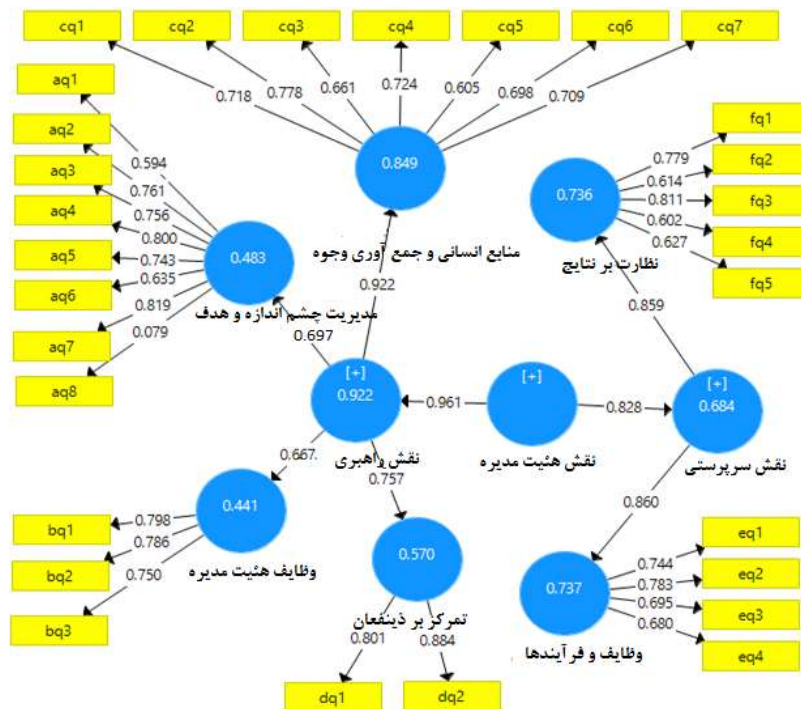 cq1
cq2
cq3
cq4
cq5
cq6
cq7
0.718
0.778
0.661
0.724
0.605
0.698
0.709
aq1
aq2
aq3
aq4
aq5
aq6
aq7
aq8
0.594
0.761
0.756
0.800
0.743
0.635
0.819
0.079
0.849
منابع انسانی و جمع آوری وجوه
0.483
مدیریت چشم اندازه و هدف
0.922
0.697
0.736
نظارت بر نتایج
fq1
fq2
fq3
fq4
fq5
0.779
0.614
0.811
0.602
0.627
0.859
[+]
0.922
نقش راهبری
0.961
[+]
نقش هئیت مدیره
0.828
[+]
0.684
نقش سرپرستی
0.667
0.757
0.860
0.441
وظایف هئیت مدیره
bq1
bq2
bq3
0.798
0.786
0.750
0.570
تمرکز بر ذینفعان
0.801
0.884
dq1
dq2
0.737
وظایف و فرآیندها
0.744
0.783
0.695
0.680
eq1
eq2
eq3
eq4